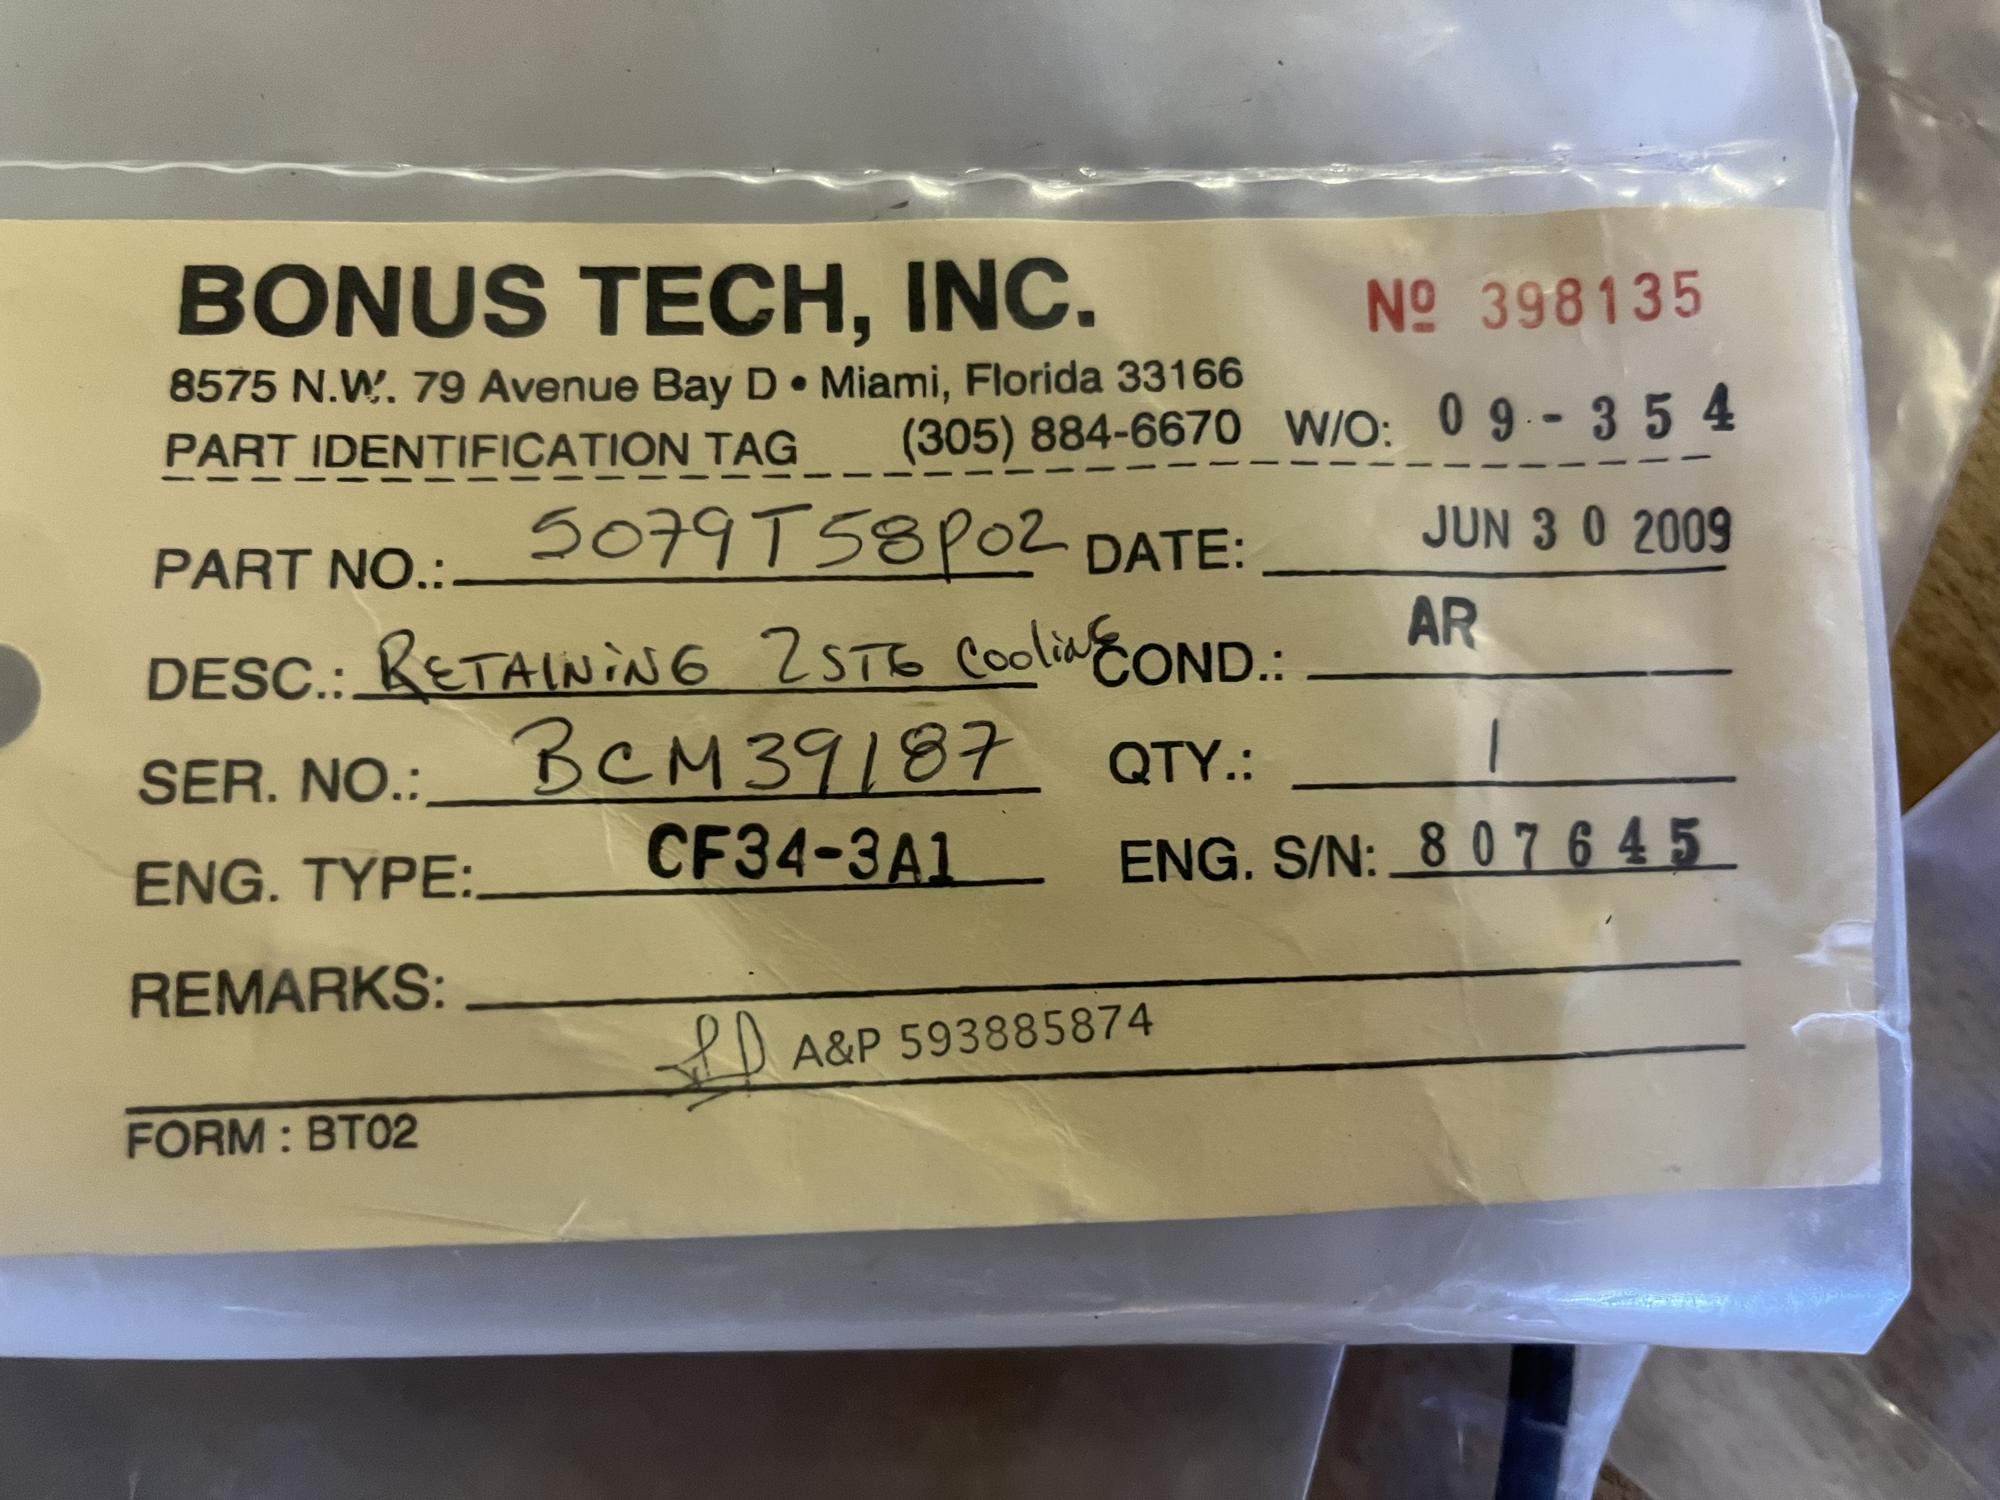 BONUS TECH, INC. Nº 398135
8575 N.W. 79 Avenue Bay D • Miami, Florida 33166
PART IDENTIFICATION TAG (305) 884-6670 W/O: 09-354
PART NO.: 5079T58P02 DATE: JUN 30 2009
DESC.: RETAINING 2 STG Cooling COND.: AR
SER. NO.: BCM39187 QTY.: 1
ENG. TYPE: CF34-3A1 ENG. S/N: 807645
REMARKS:
A&P 593885874
FORM : BT02